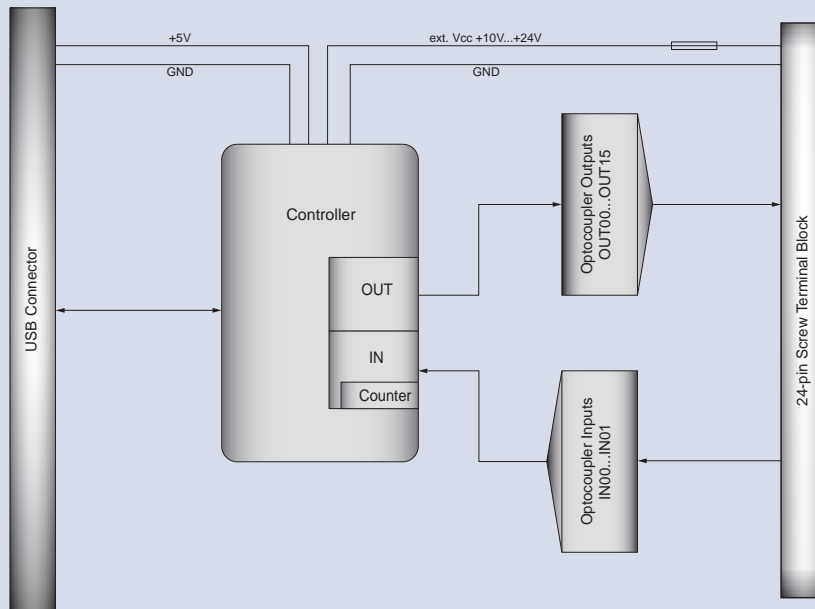 +5V
GND
ext. Vcc +10V...+24V
GND
USB Connector
Controller
OUT
IN
Counter
Optocoupler Outputs
OUT00...OUT15
Optocoupler Inputs
IN00...IN01
24-pin Screw Terminal Block